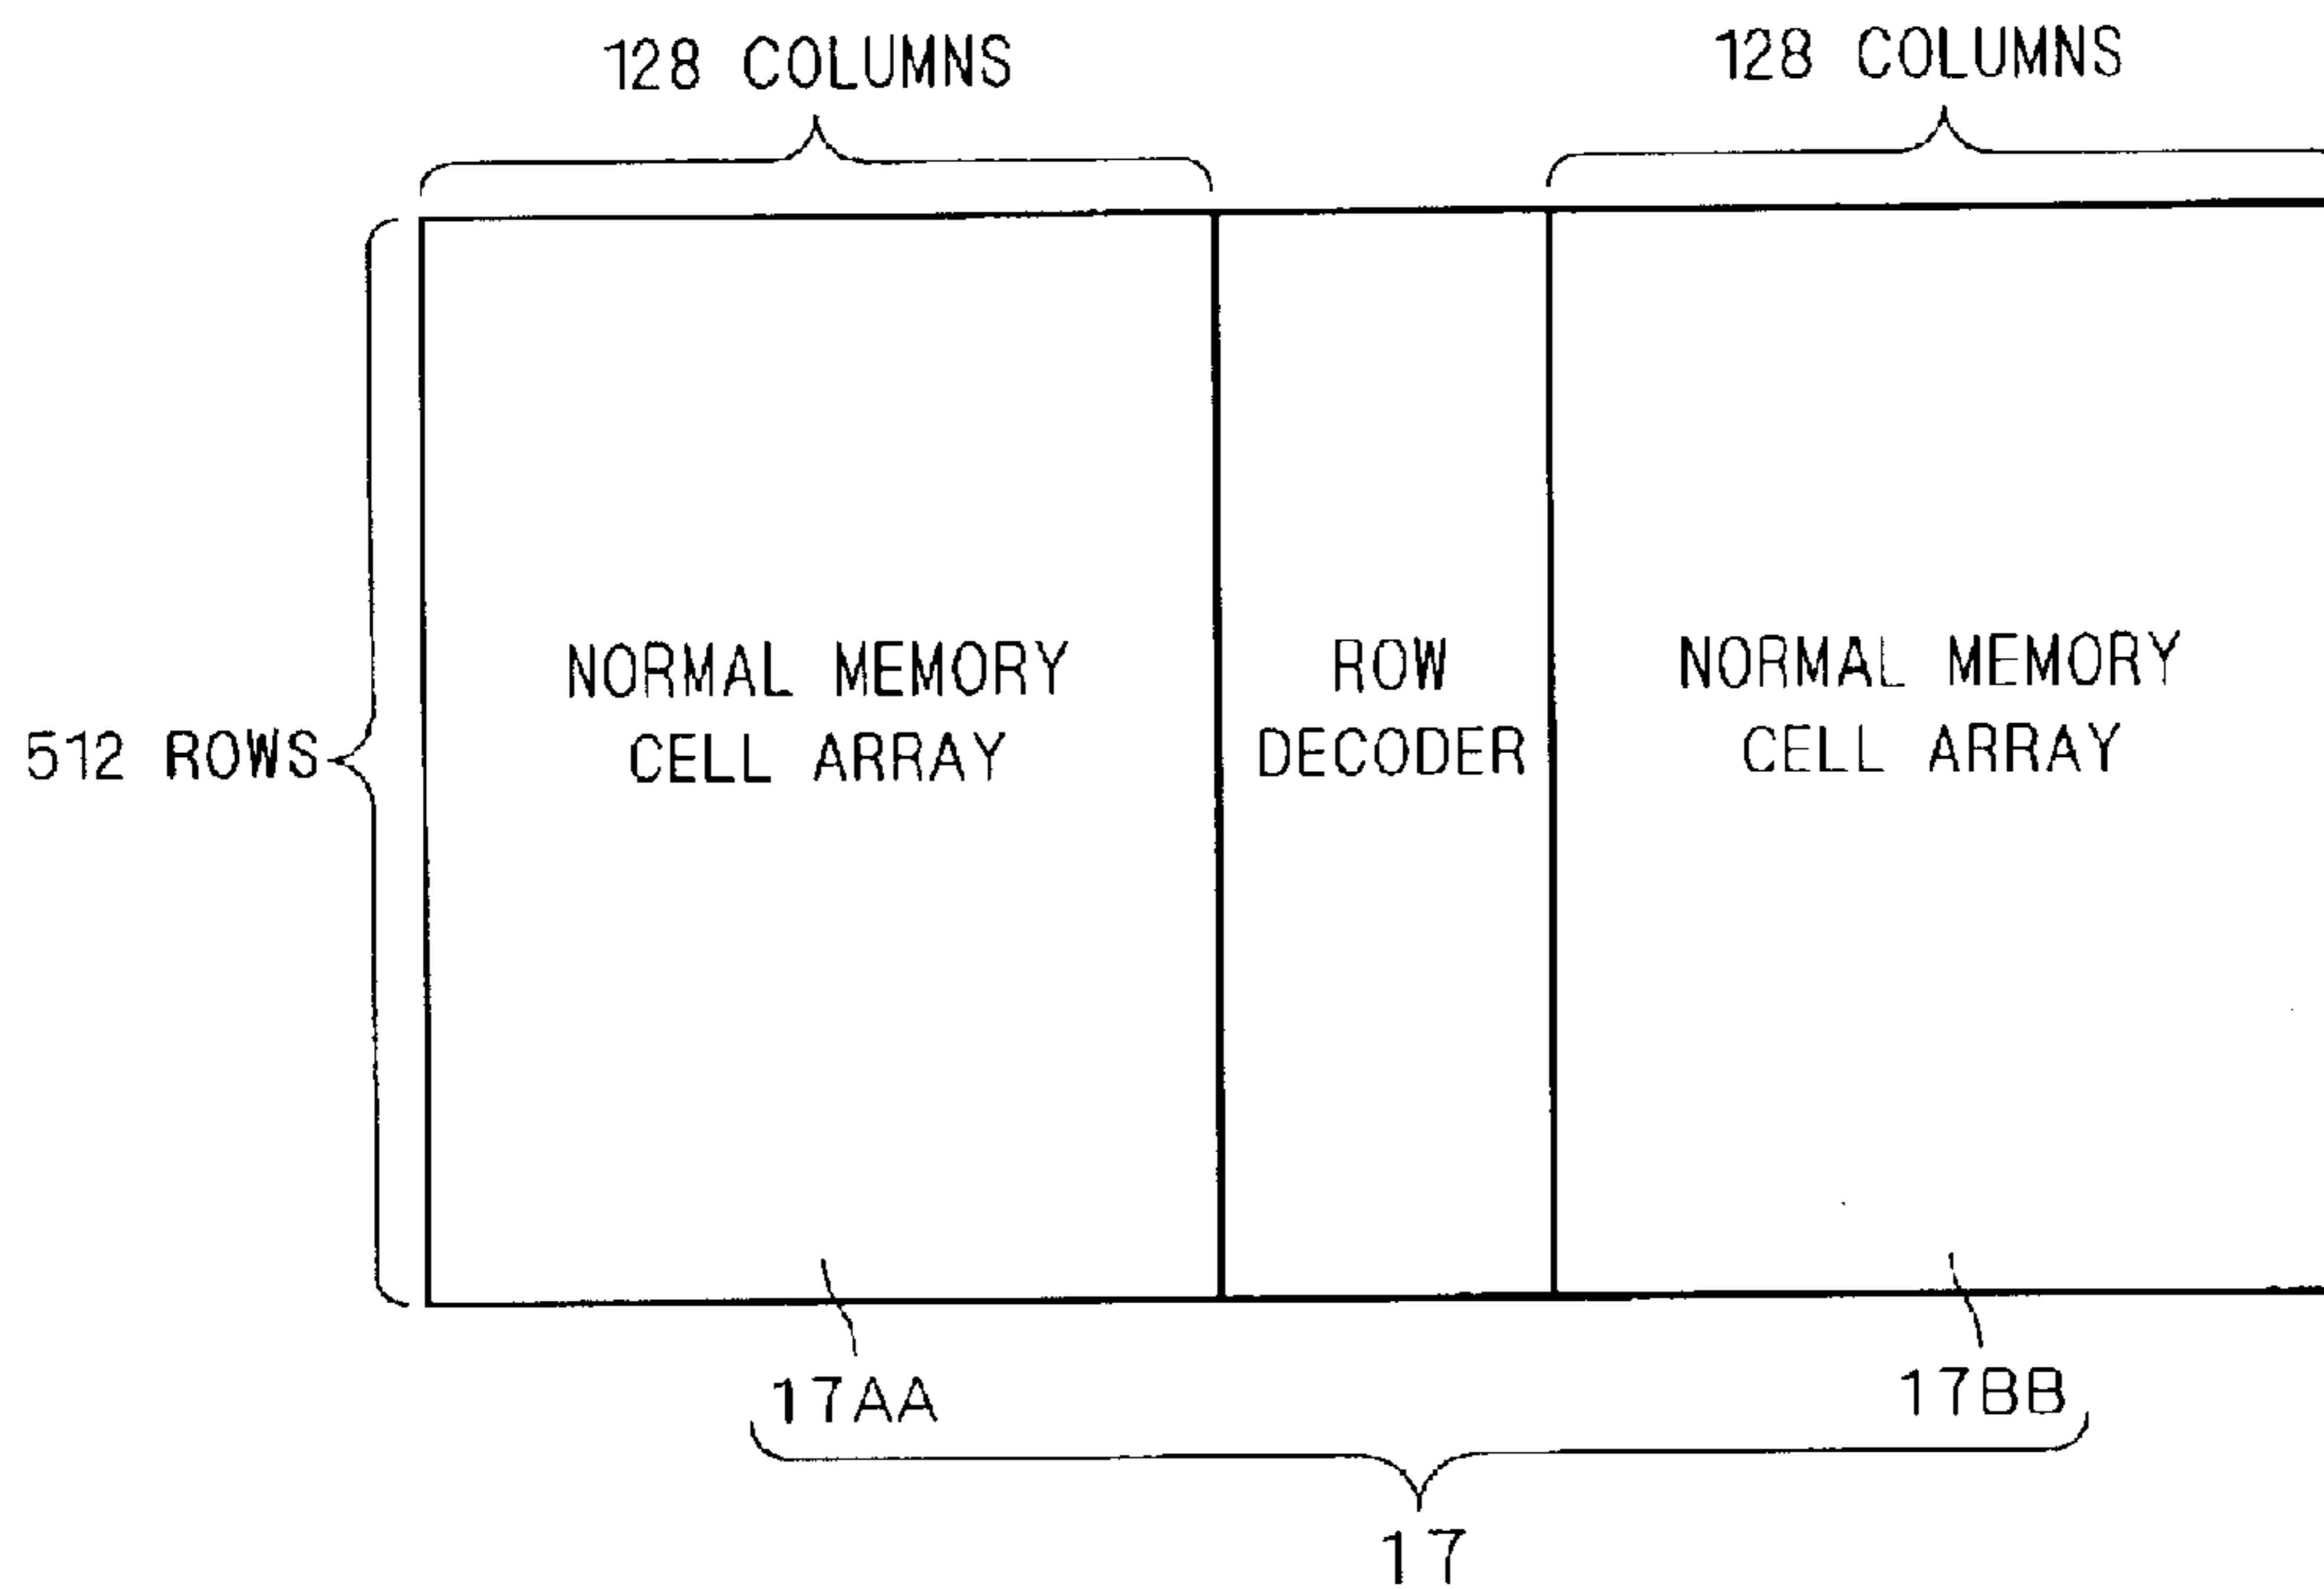 128 COLUMNS
128 COLUMNS
512 ROWS
NORMAL MEMORY
CELL ARRAY
ROW
DECODER
NORMAL MEMORY
CELL ARRAY
17AA
17BB
17